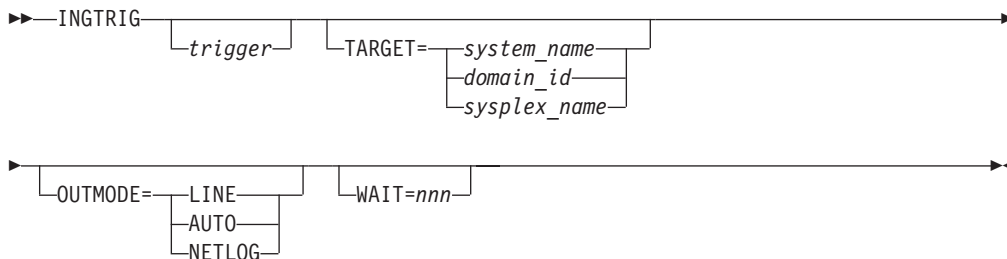 INGTRIG
trigger
TARGET= system_name
domain_id
sysplex_name
OUTMODE= LINE
AUTO
NETLOG
WAIT=nnn